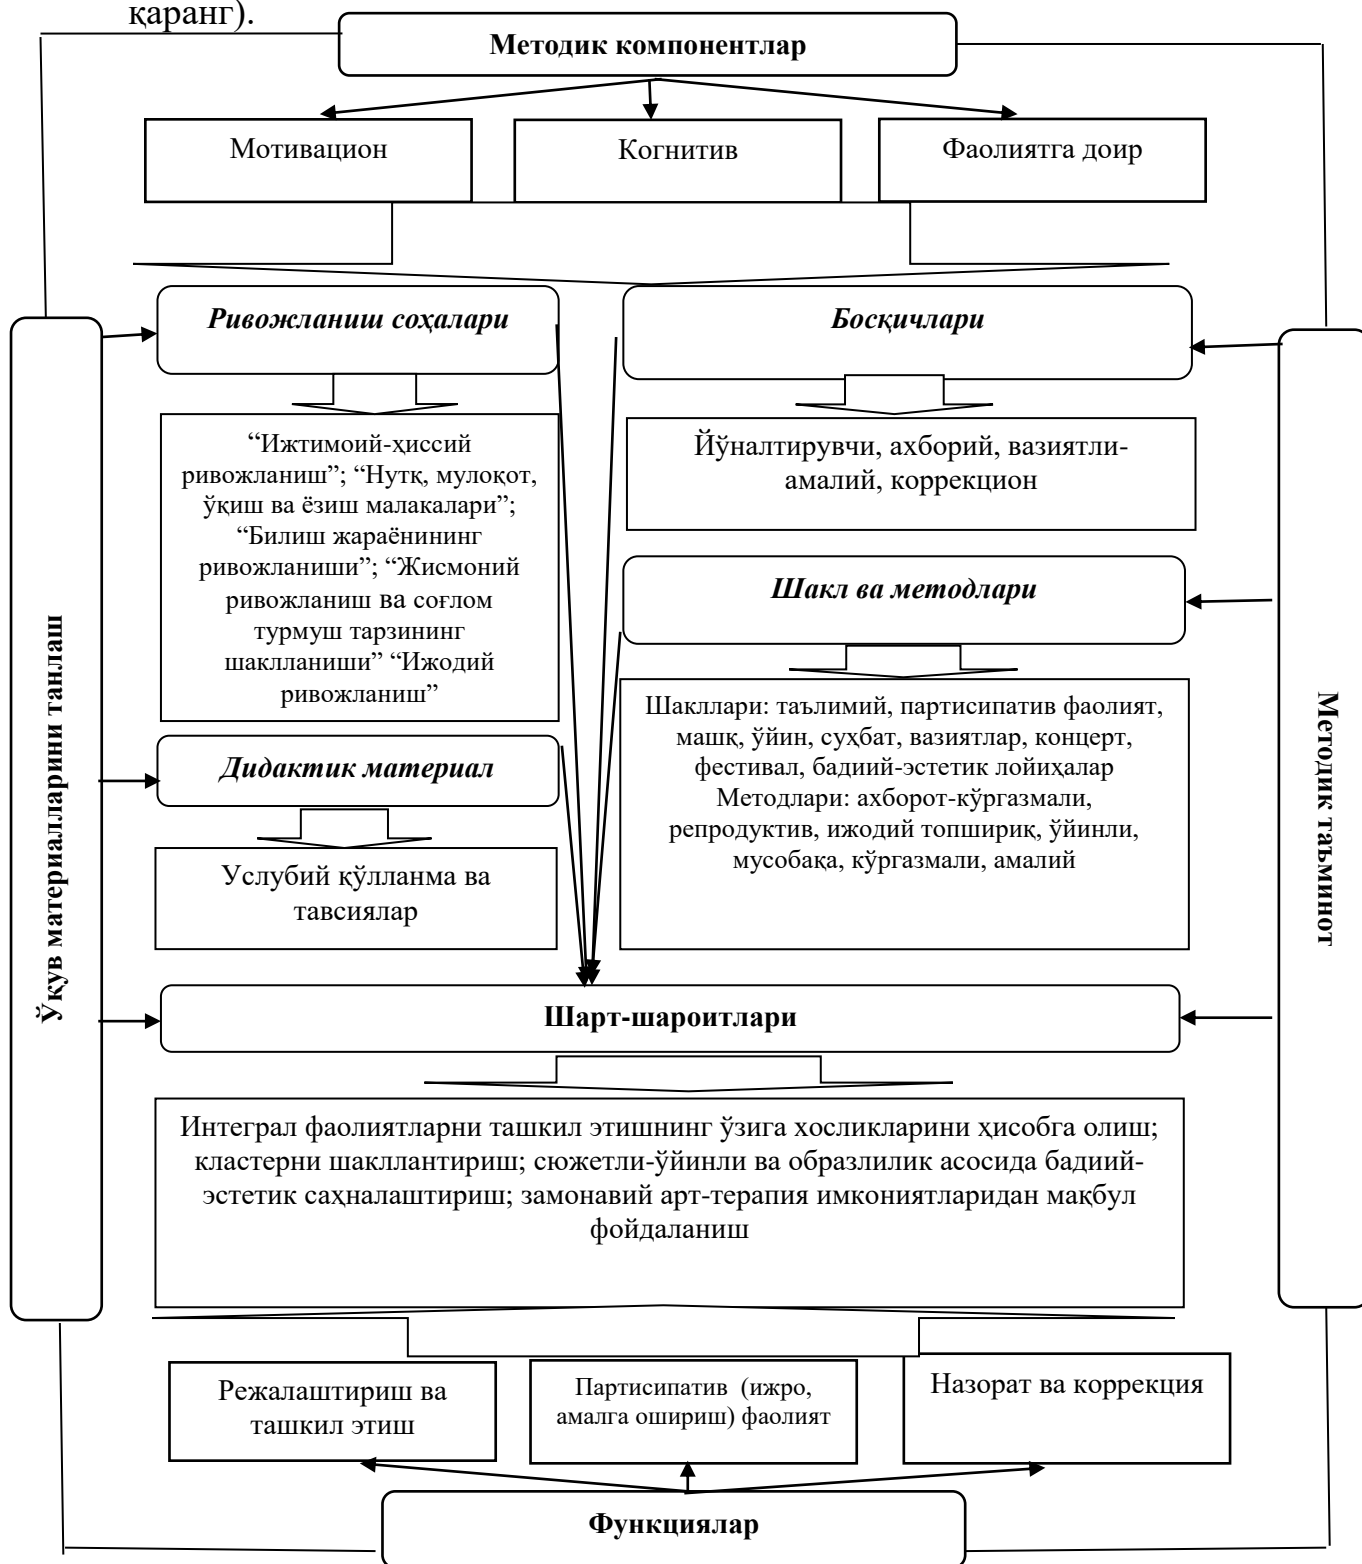 қаранг).
Методик компонентлар
Мотивацион
Когнитив
Фаолиятга доир
Ривожланиш соҳалари
Босқичлари
“Ижтимоий-ҳиссий
ривожланиш”; “Нутқ, мулоқот,
ўқиш ва ёзиш малакалари”;
“Билиш жараёнининг
ривожланиши”; “Жисмоний
ривожланиш ва соғлом
турмуш тарзининг
шаклланиши” “Ижодий
ривожланиш”
Йўналтирувчи, ахборий, вазиятли-
амалий, коррекцион
Шакл ва методлари
Шакллари: таълимий, партисипатив фаолият,
машқ, ўйин, суҳбат, вазиятлар, концерт,
фестивал, бадиий-эстетик лойиҳалар
Методлари: ахборот-кўргазмали,
репродуктив, ижодий топшириқ, ўйинли,
мусобақа, кўргазмали, амалий
Дидактик материал
Услубий қўлланма ва
тавсиялар
Ўқув материалларини танлаш
Методик таъминот
Шарт-шароитлари
Интеграл фаолиятларни ташкил этишнинг ўзига хосликларини ҳисобга олиш;
кластерни шакллантириш; сюжетли-ўйинли ва образлилик асосида бадиий-
эстетик саҳналаштириш; замонавий арт-терапия имкониятларидан мақбул
фойдаланиш
Режалаштириш ва
ташкил этиш
Партисипатив (ижро,
амалга ошириш) фаолият
Назорат ва коррекция
Функциялар